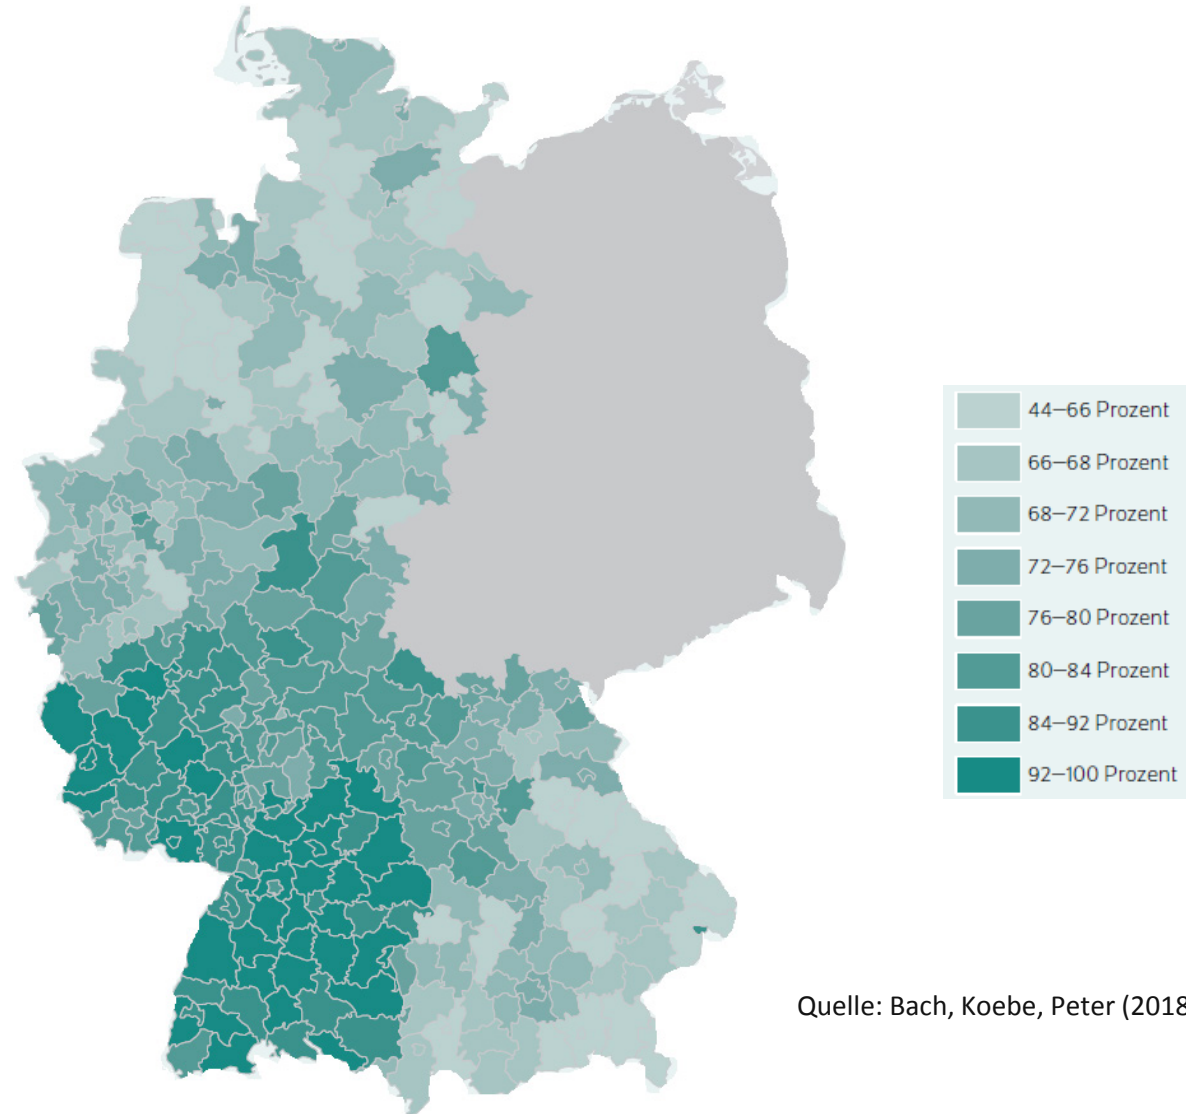 44–66 Prozent
66–68 Prozent
68–72 Prozent
72–76 Prozent
76–80 Prozent
80–84 Prozent
84–92 Prozent
92–100 Prozent
Quelle: Bach, Koebe, Peter (2018